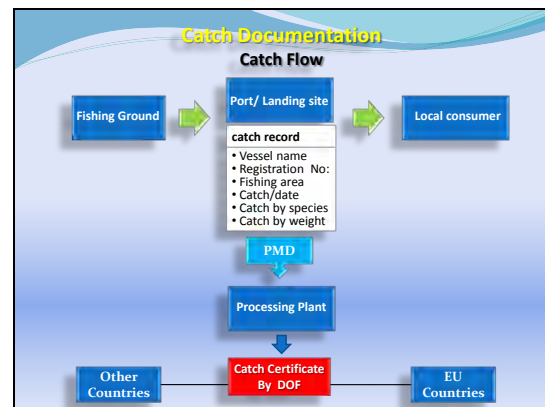 Catch Documentation
Catch Flow
Fishing Ground
Port/ Landing site
Local consumer
catch record
• Vessel name
• Registration No:
• Fishing area
• Catch/date
• Catch by species
• Catch by weight
PMD
Processing Plant
Other
Countries
Catch Certificate
By DOF
EU
Countries